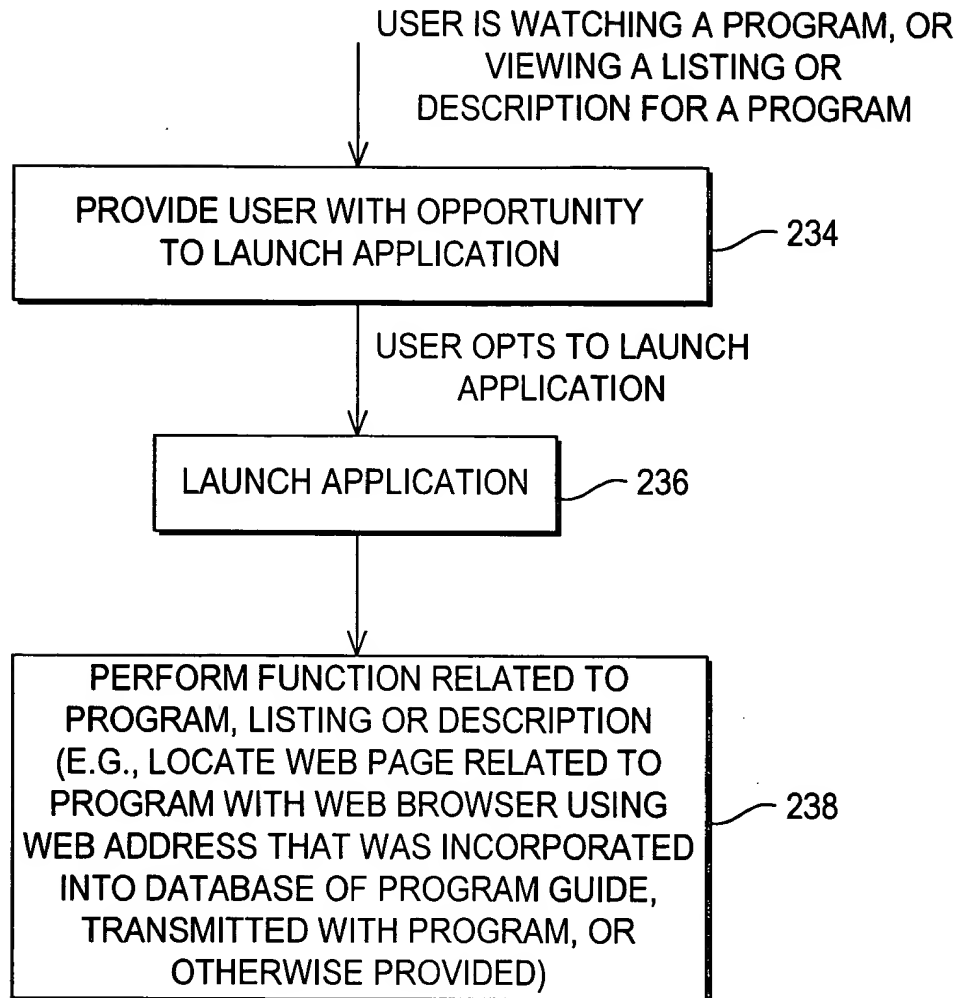 USER IS WATCHING A PROGRAM, OR
VIEWING A LISTING OR
DESCRIPTION FOR A PROGRAM
PROVIDE USER WITH OPPORTUNITY
TO LAUNCH APPLICATION
234
USER OPTS TO LAUNCH
APPLICATION
LAUNCH APPLICATION
236
PERFORM FUNCTION RELATED TO
PROGRAM, LISTING OR DESCRIPTION
(E.G., LOCATE WEB PAGE RELATED TO
PROGRAM WITH WEB BROWSER USING
WEB ADDRESS THAT WAS INCORPORATED
INTO DATABASE OF PROGRAM GUIDE,
TRANSMITTED WITH PROGRAM, OR
OTHERWISE PROVIDED)
238